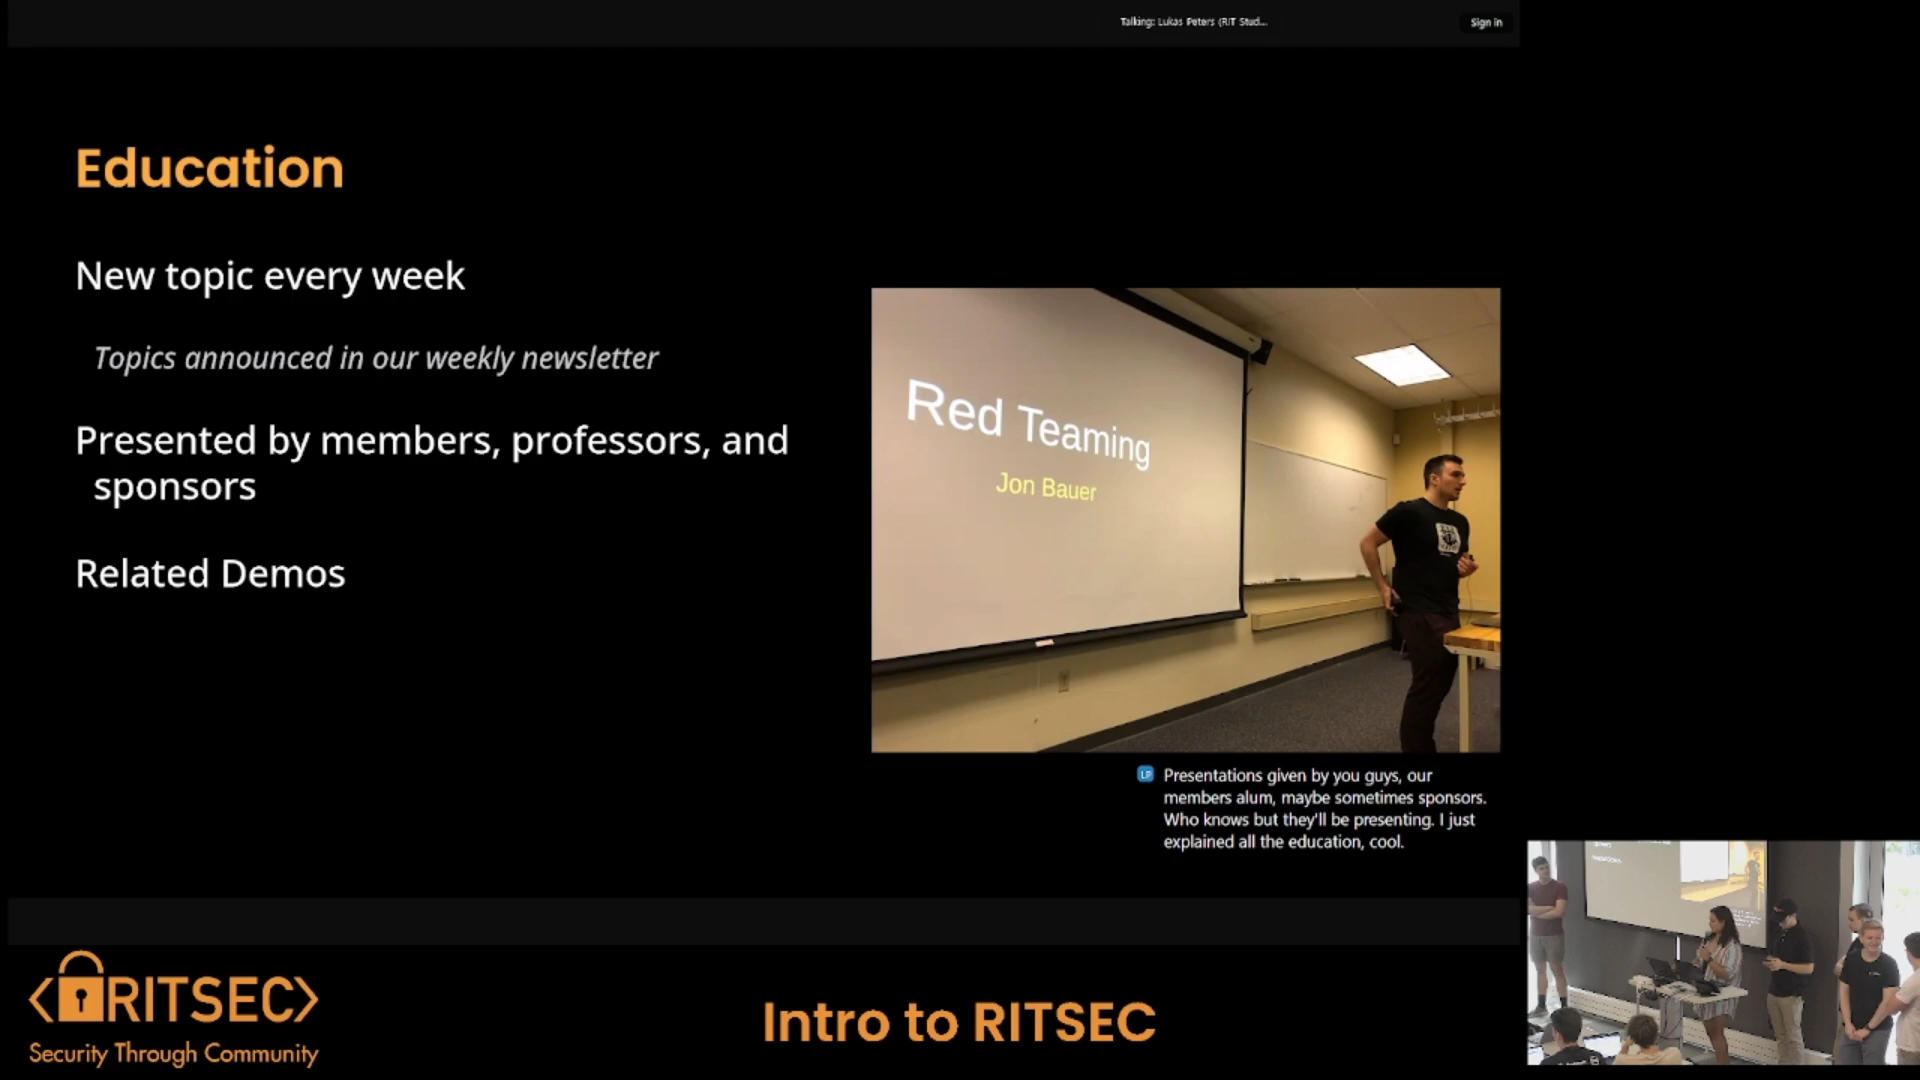 Talking: Lukas Peters (RIT Stud...
Sign in
Education
New topic every week
Topics announced in our weekly newsletter
Presented by members, professors, and
sponsors
Related Demos
Red Teaming
Jon Bauer
LP
Presentations given by you guys, our
members alum, maybe sometimes sponsors.
Who knows but they'll be presenting. I just
explained all the education, cool.
<RITSEC>
Security Through Community
Intro to RITSEC